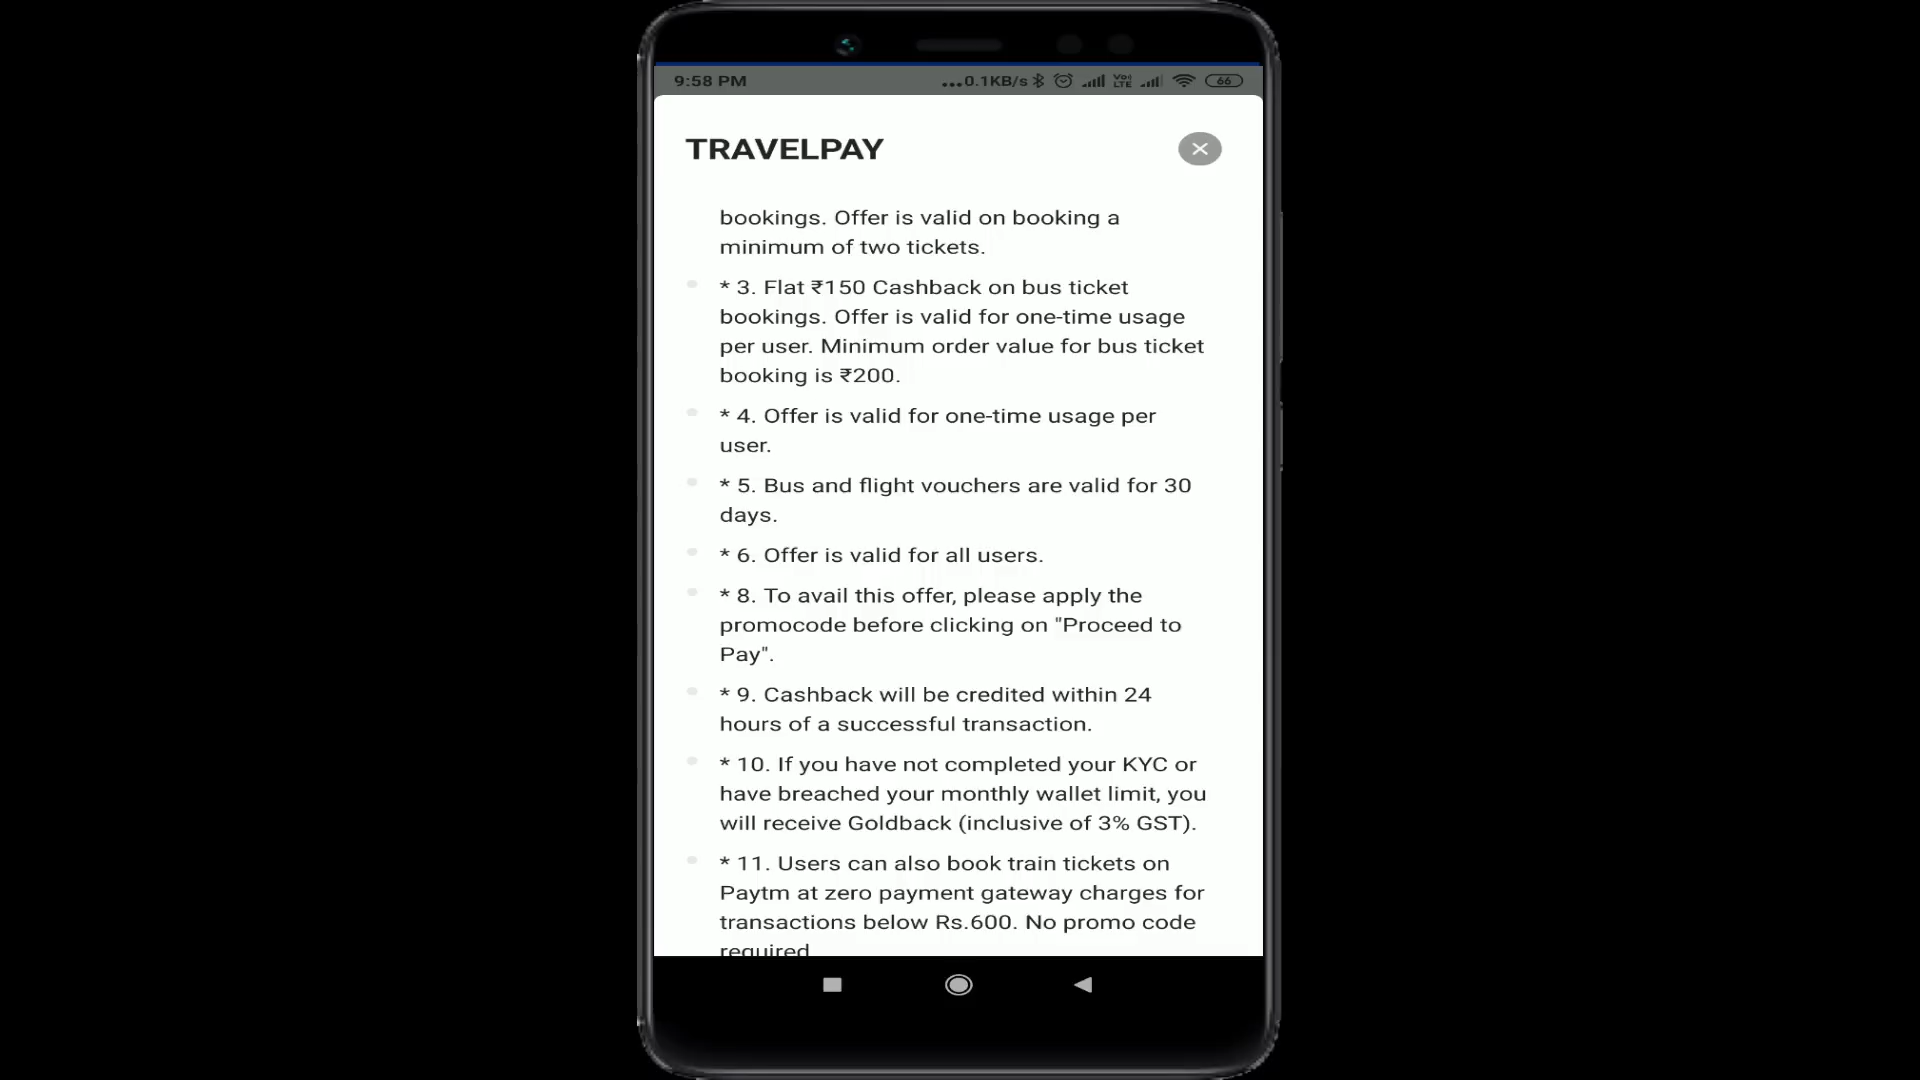 9:58 PM
...0.1KB/s
Vo)
LTE
66
TRAVELPAY
bookings. Offer is valid on booking a
minimum of two tickets.
* 3. Flat ₹150 Cashback on bus ticket
bookings. Offer is valid for one-time usage
per user. Minimum order value for bus ticket
booking is ₹200.
* 4. Offer is valid for one-time usage per
user.
* 5. Bus and flight vouchers are valid for 30
days.
* 6. Offer is valid for all users.
* 8. To avail this offer, please apply the
promocode before clicking on "Proceed to
Pay".
* 9. Cashback will be credited within 24
hours of a successful transaction.
* 10. If you have not completed your KYC or
have breached your monthly wallet limit, you
will receive Goldback (inclusive of 3% GST).
* 11. Users can also book train tickets on
Paytm at zero payment gateway charges for
transactions below Rs.600. No promo code
required